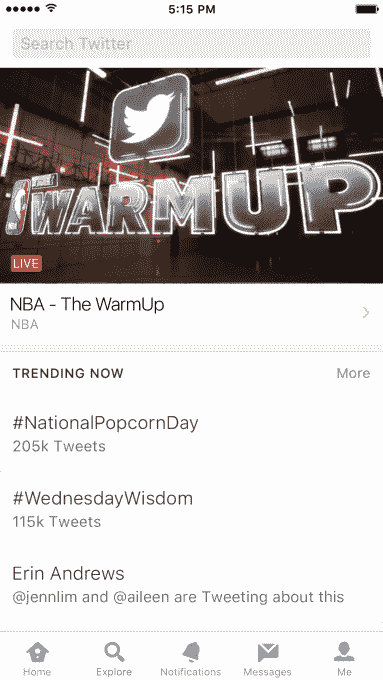 5:15 PM
Search Twitter
WARMUP
LIVE
NBA - The WarmUp
NBA
TRENDING NOW More
#NationalPopcornDay
205k Tweets
#WednesdayWisdom
115k Tweets
Erin Andrews
@jennlim and @aileen are Tweeting about this
Home Explore Notifications Messages Me